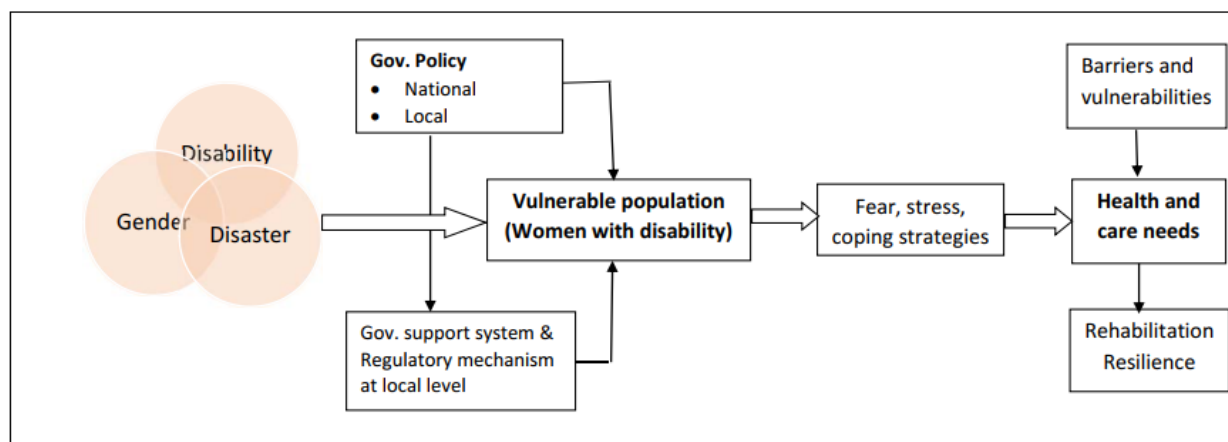 Disability
Gender
Disaster
Gov. Policy
• National
• Local
Gov. support system &
Regulatory mechanism
at local level
Vulnerable population
(Women with disability)
Fear, stress,
coping strategies
Barriers and
vulnerabilities
Health and
care needs
Rehabilitation
Resilience